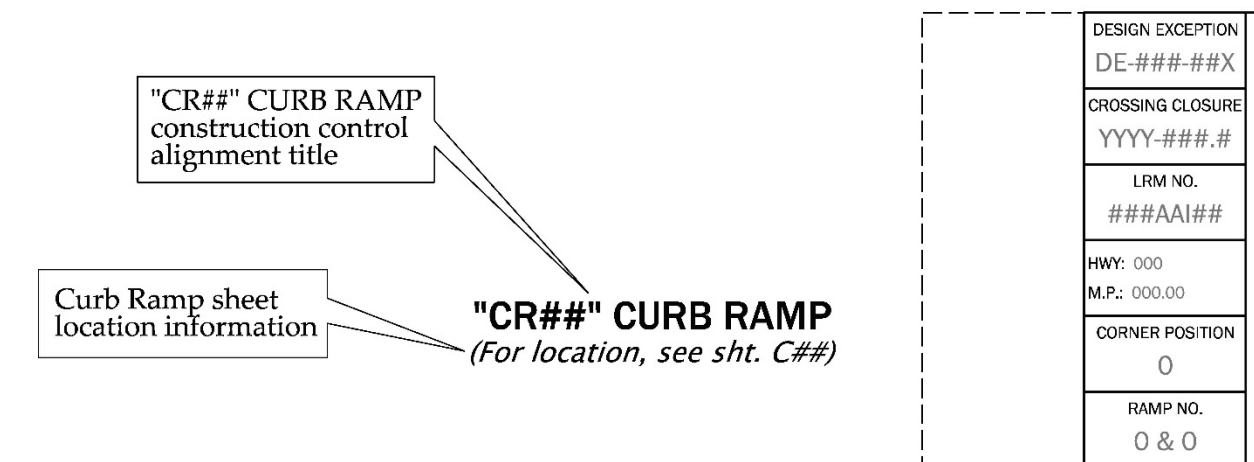 "CR##" CURB RAMP
construction control
alignment title
Curb Ramp sheet
location information
"CR##" CURB RAMP
(For location, see sht. C##)
DESIGN EXCEPTION
DE-###-##X
CROSSING CLOSURE
YYYY-###.#
LRM NO.
###AAI##
HWY: 000
M.P.: 000.00
CORNER POSITION
0
RAMP NO.
0 & 0